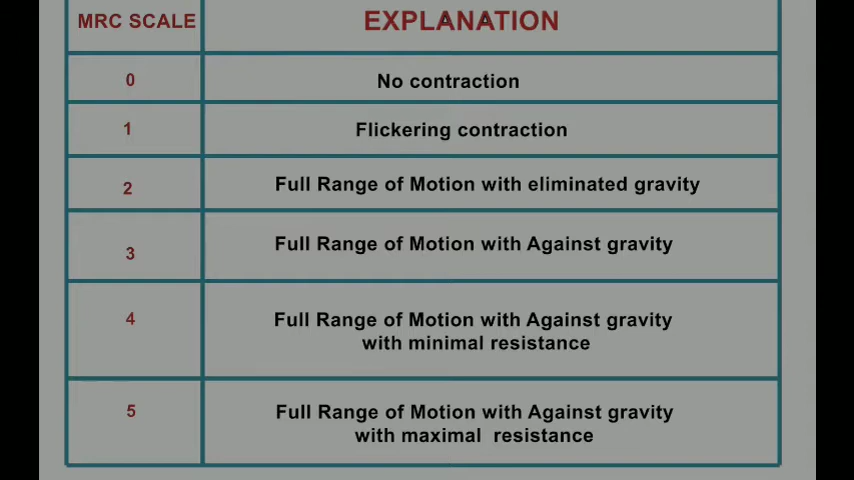 MRC SCALE EXPLANATION
0 No contraction
1 Flickering contraction
2 Full Range of Motion with eliminated gravity
3 Full Range of Motion with Against gravity
4 Full Range of Motion with Against gravity
with minimal resistance
5 Full Range of Motion with Against gravity
with maximal resistance